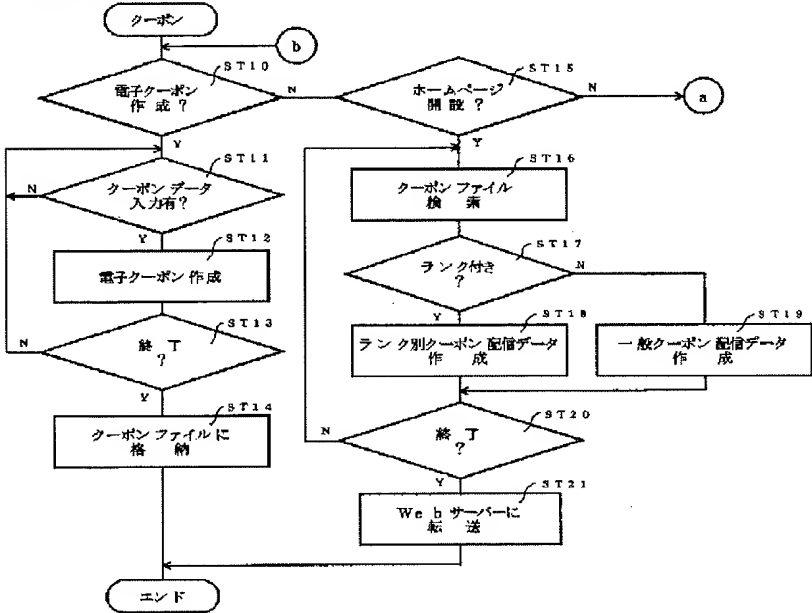 クーポン
b
ST10
電子クーポン
作成?
N
Y
ST15
ホームページ
開設?
N
a
Y
ST11
クーポンデータ
入力有?
N
Y
ST12
電子クーポン作成
ST13
終了
?
N
Y
ST14
クーポンファイルに
格納
ST16
クーポンファイル
検索
ST17
ランク付き
?
N
Y
ST18
ランク別クーポン配信データ
作成
ST19
一般クーポン配信データ
作成
ST20
終了
?
N
Y
ST21
Webサーバーに
転送
エンド